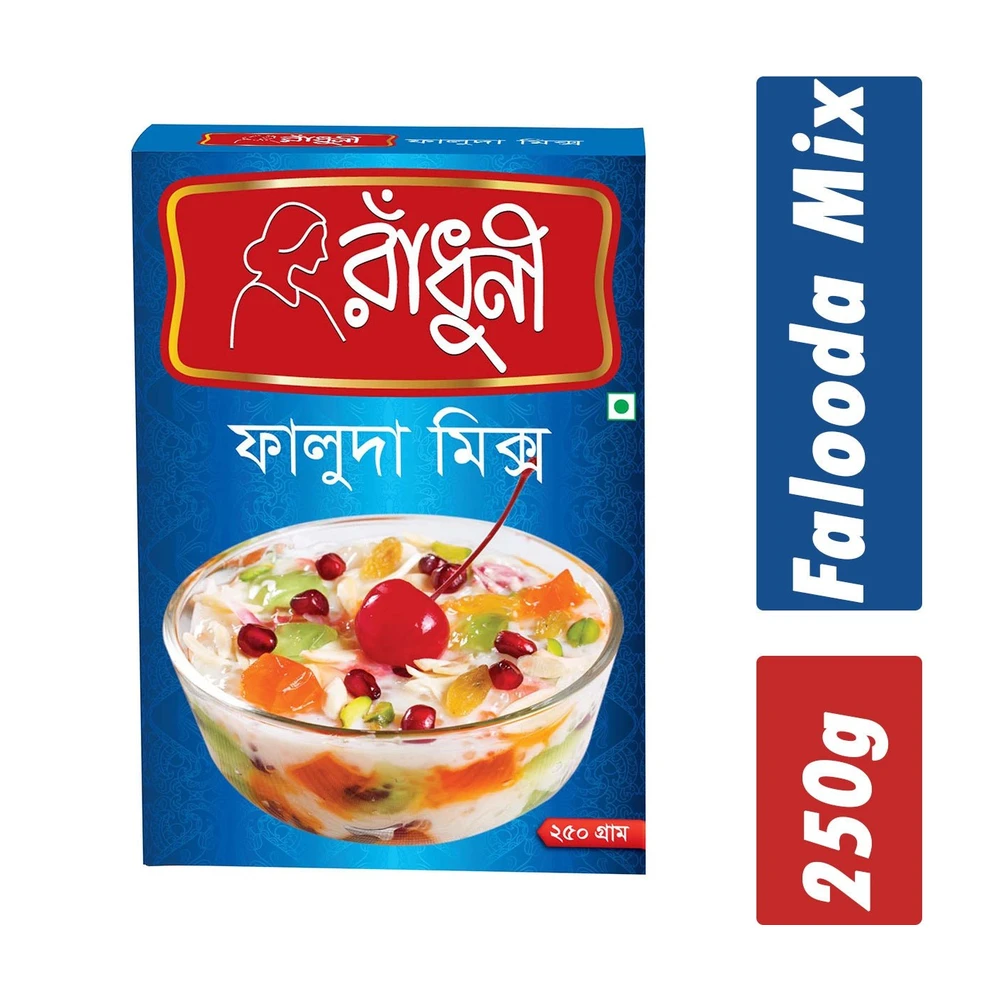 রাঁধুনী ফালুদা মিক্স
রাঁধুনী
ফালুদা মিক্স
২৫০ গ্রাম
Falooda Mix
250g